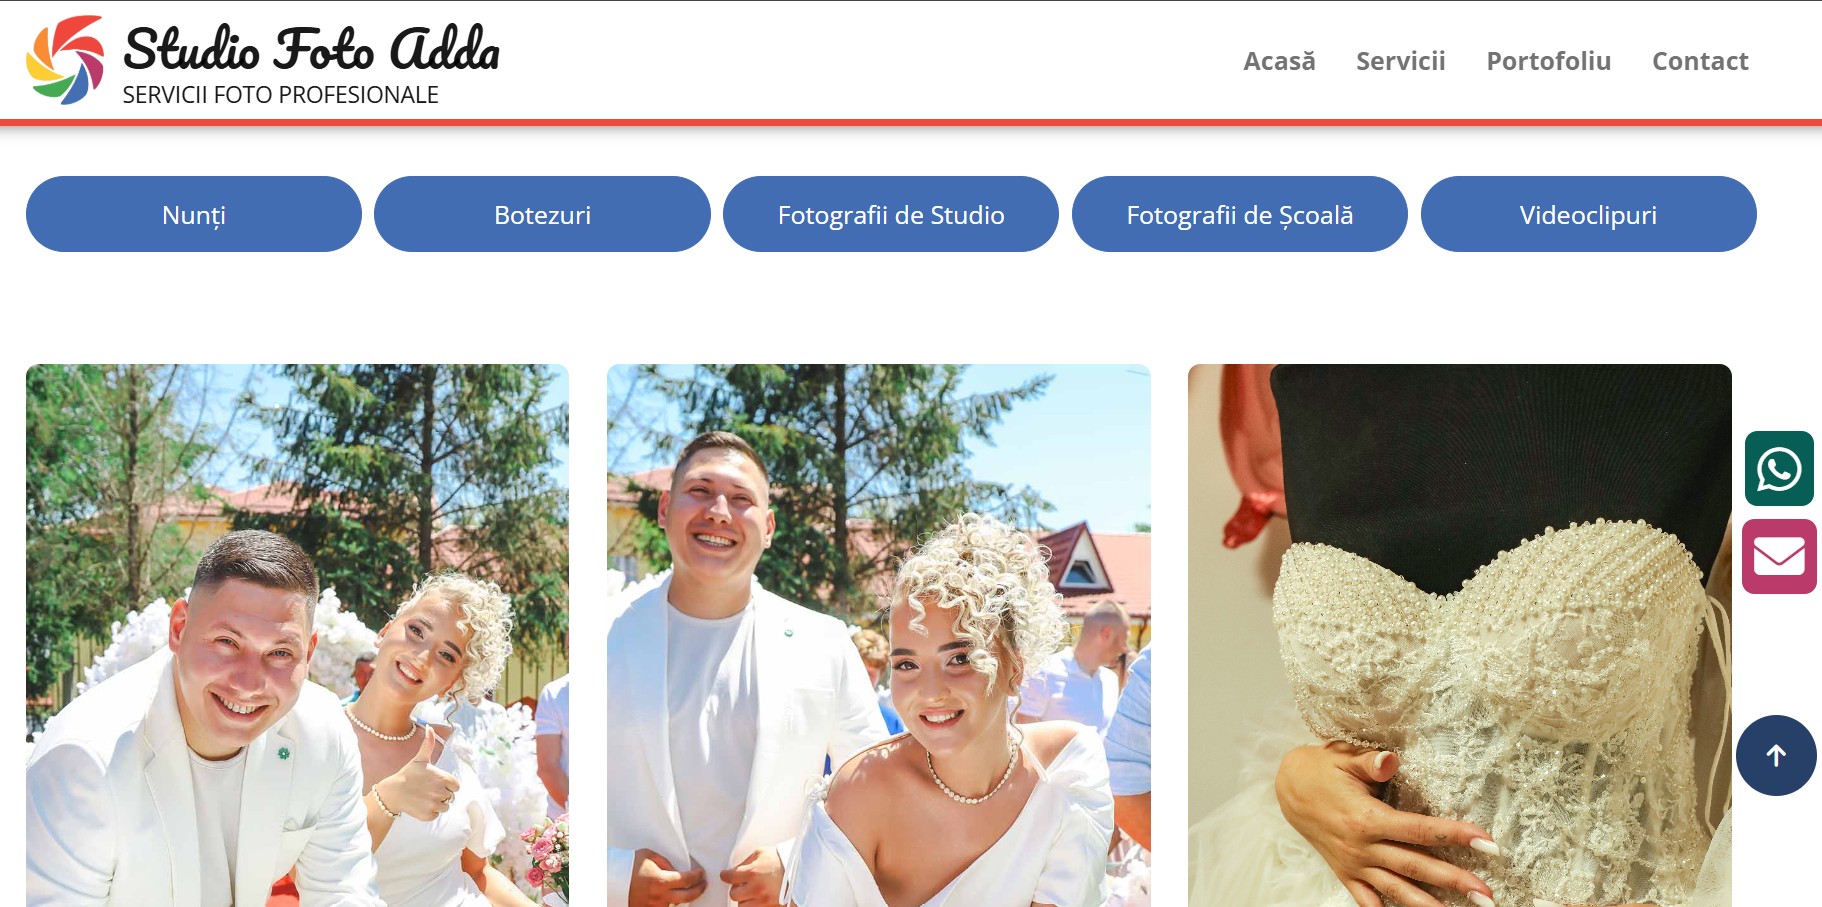 Studio Foto Adda
SERVICII FOTO PROFESIONALE
Acasă Servicii Portofoliu Contact
Nunți Botezuri Fotografii de Studio Fotografii de Școală Videoclipuri